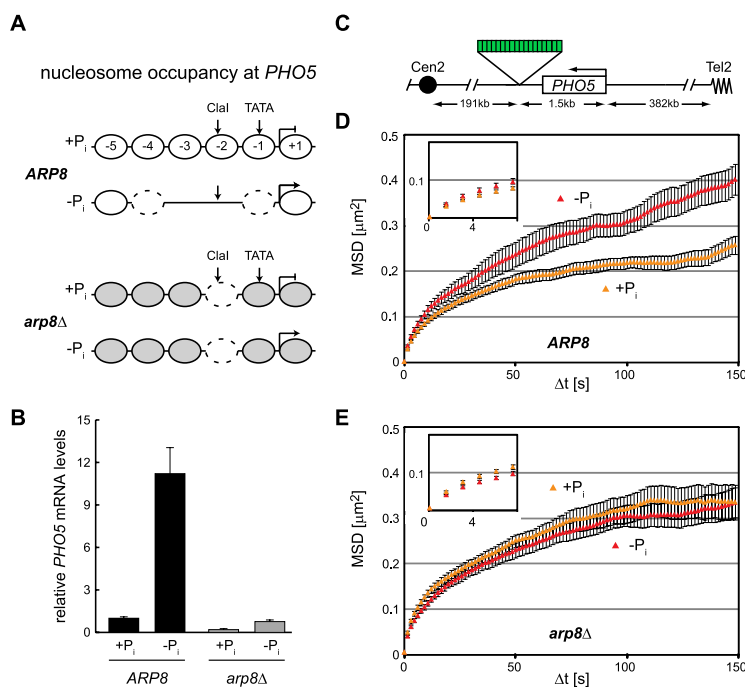 A
nucleosome occupancy at PHO5
ClaI TATA
+Pi -5 -4 -3 -2 -1 +1
ARP8
-Pi
ClaI TATA
+Pi
arp8Δ
-Pi
B
relative PHO5 mRNA levels
15
12
9
6
3
0
+Pi -Pi +Pi -Pi
ARP8 arp8Δ
C
Cen2 PHO5 Tel2
191kb 1.5kb 382kb
D
MSD [µm²]
0,5
0.4
0.3
0.2
0.1
0
0.1
0 4
-Pi
+Pi
ARP8
0 50 100 150
Δt [s]
E
MSD [µm²]
0.5
0.4
0.3
0.2
0.1
0
0.1
0 4
+Pi
-Pi
arp8Δ
0 50 100 150
Δt [s]